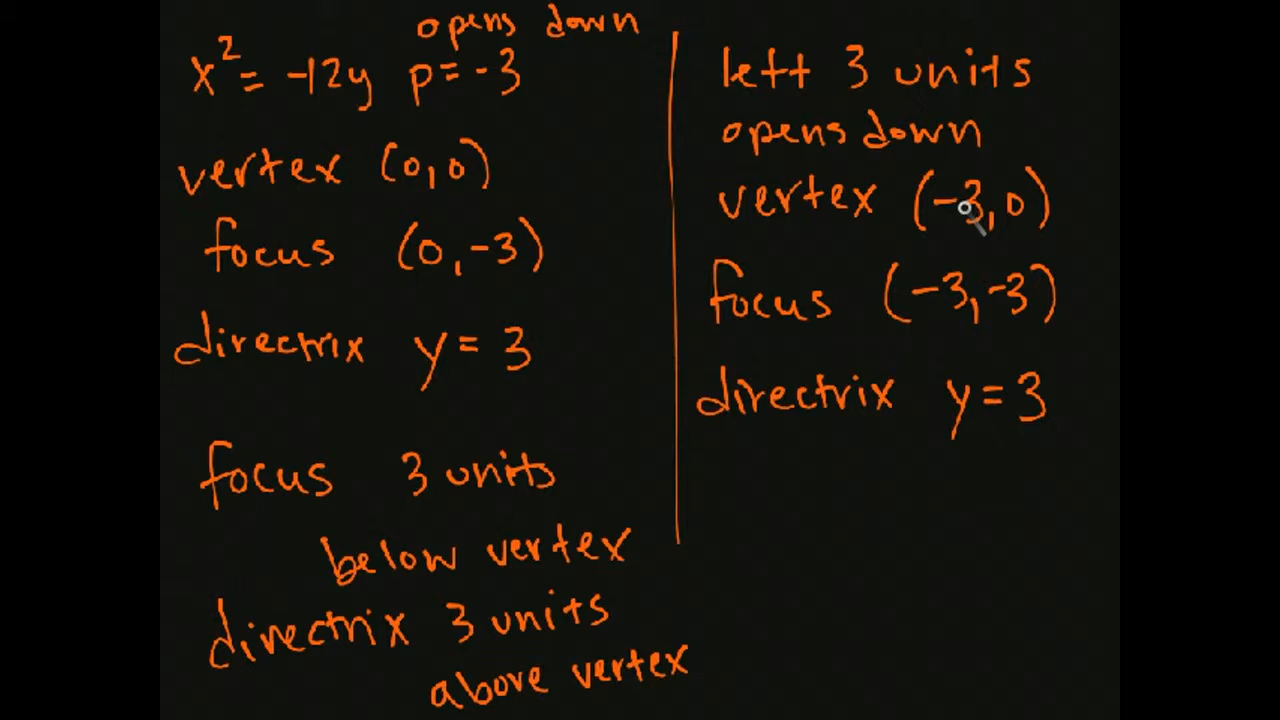 opens down
x² = -12y p = -3
vertex (0,0)
focus (0,-3)
directrix y = 3
focus 3 units
below vertex
directrix 3 units
above vertex
left 3 units
opens down
vertex (-3,0)
focus (-3,-3)
directrix y = 3